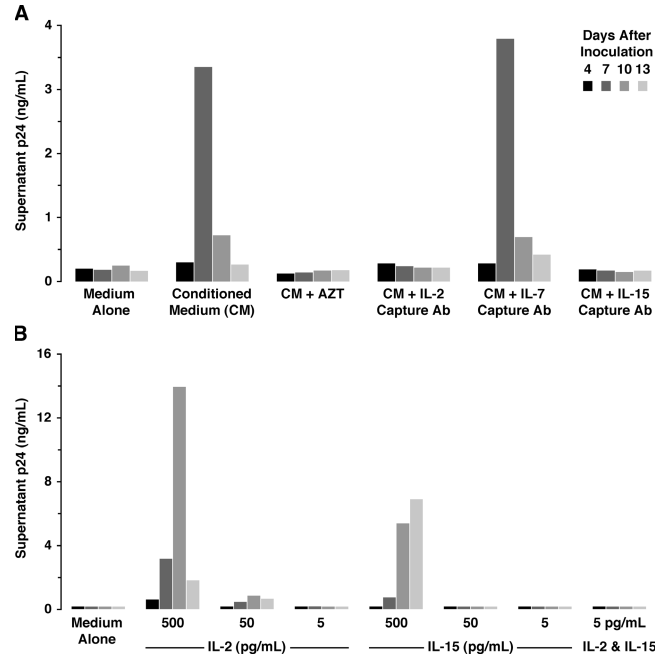 A
Days After
Inoculation
4 7 10 13
Supernatant p24 (ng/mL)
4
3
2
1
0
Medium
Alone
Conditioned
Medium (CM)
CM + AZT
CM + IL-2
Capture Ab
CM + IL-7
Capture Ab
CM + IL-15
Capture Ab
B
Supernatant p24 (ng/mL)
16
12
8
4
0
Medium
Alone
500 50 5
IL-2 (pg/mL)
500 50 5
IL-15 (pg/mL)
5 pg/mL
IL-2 & IL-15